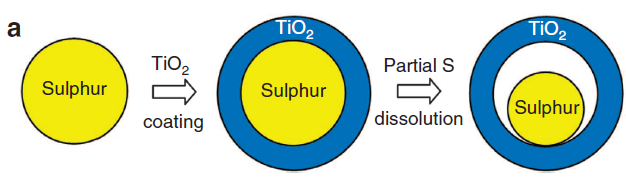 a
Sulphur
TiO₂
coating
TiO₂
Sulphur
Partial S
dissolution
TiO₂
Sulphur